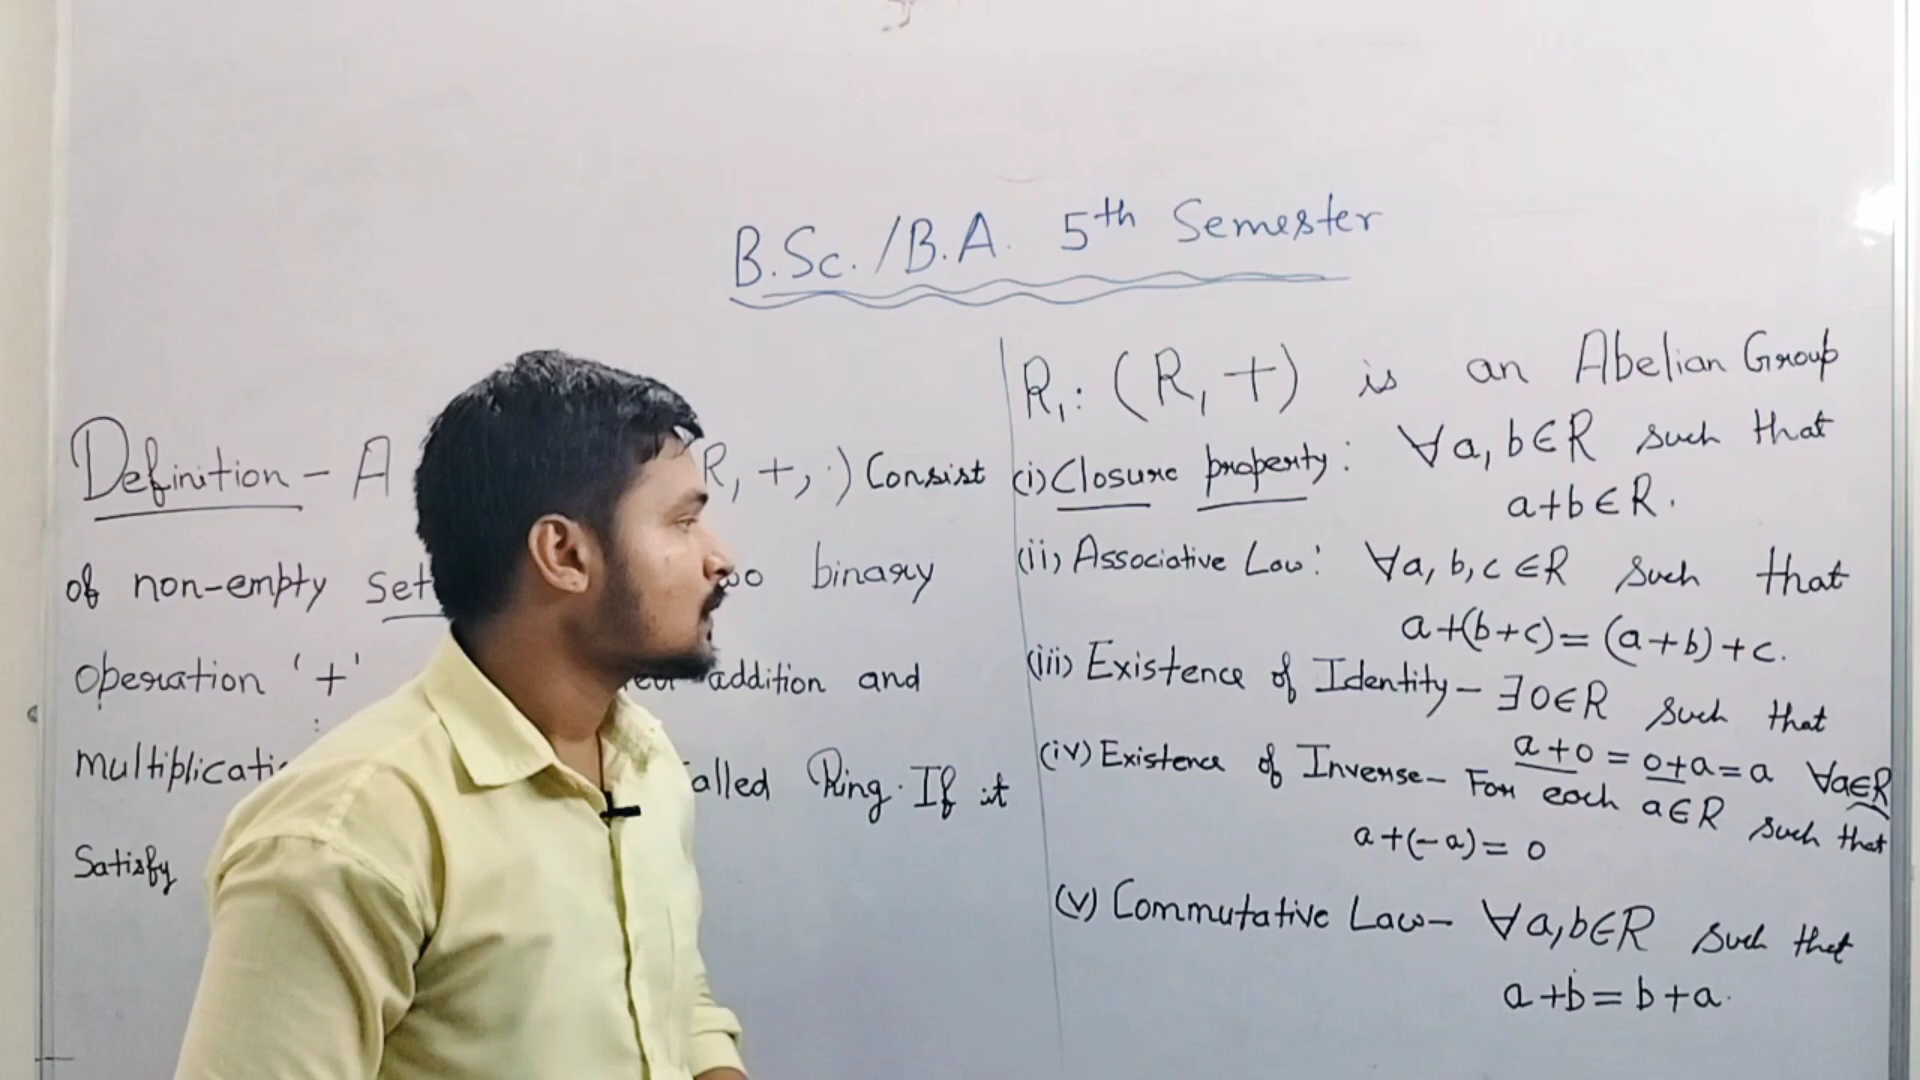 B.Sc./B.A. 5th Semester
Definition - A R, +, ·) Consist
of non-empty set binary
operation '+' addition and
multiplicati alled Ring. If it
Satisfy
R₁: (R, +) is an Abelian Group
(i) Closure property: ∀a, b∈R such that
a+b∈R.
(ii) Associative Law: ∀a, b, c ∈R such that
a+(b+c)=(a+b)+c.
(iii) Existence of Identity- ∃0∈R such that
a+0=0+a=a ∀a∈R
(iv) Existence of Inverse- For each a∈R such that
a+(-a)=0
(v) Commutative Law- ∀a,b∈R such that
a+b=b+a.